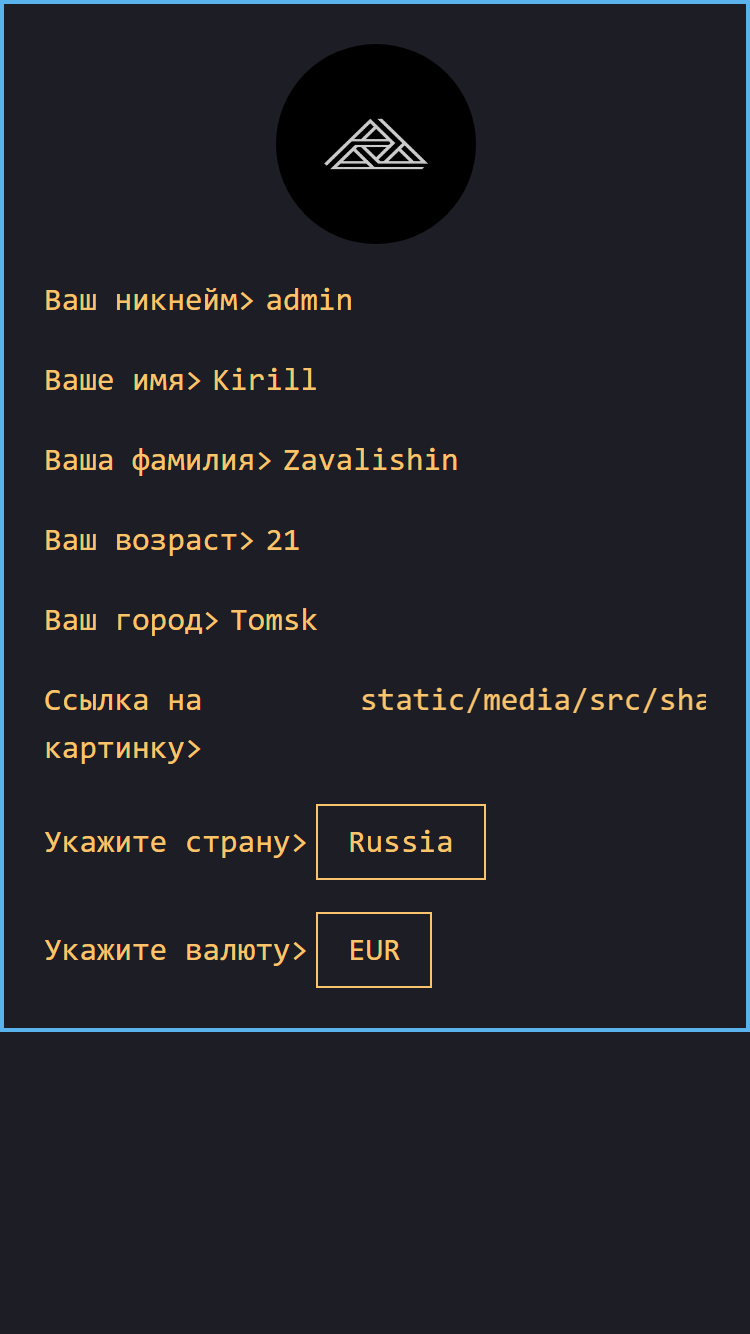 Ваш никнейм> admin
Ваше имя> Kirill
Ваша фамилия> Zavalishin
Ваш возраст> 21
Ваш город> Tomsk
Ссылка на static/media/src/sha
картинку>
Укажите страну> Russia
Укажите валюту> EUR